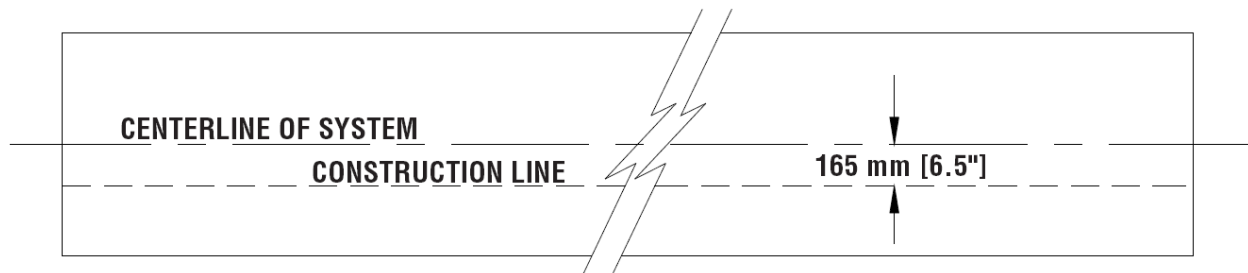 CENTERLINE OF SYSTEM
CONSTRUCTION LINE
165 mm [6.5"]